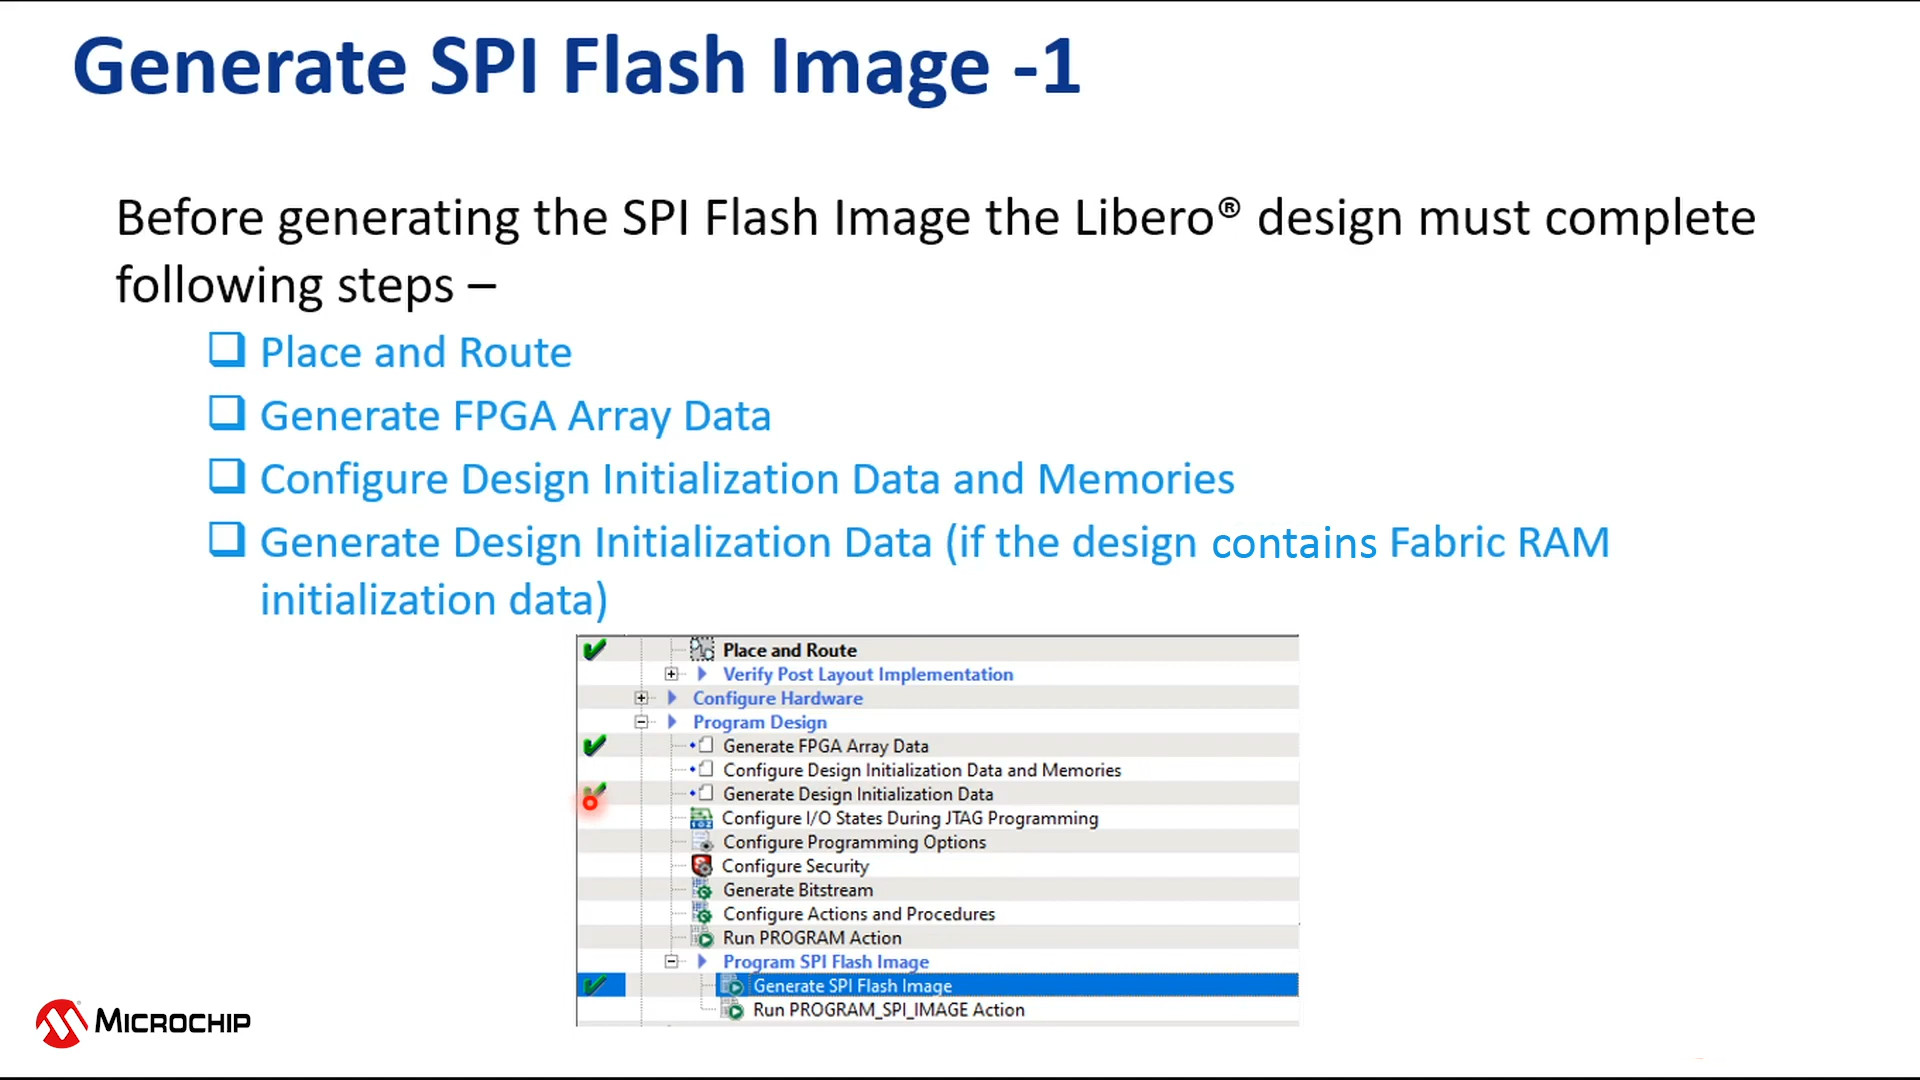 Generate SPI Flash Image -1
Before generating the SPI Flash Image the Libero® design must complete
following steps –
Place and Route
Generate FPGA Array Data
Configure Design Initialization Data and Memories
Generate Design Initialization Data (if the design contains Fabric RAM
initialization data)
Place and Route
Verify Post Layout Implementation
Configure Hardware
Program Design
Generate FPGA Array Data
Configure Design Initialization Data and Memories
Generate Design Initialization Data
Configure I/O States During JTAG Programming
Configure Programming Options
Configure Security
Generate Bitstream
Configure Actions and Procedures
Run PROGRAM Action
Program SPI Flash Image
Generate SPI Flash Image
Run PROGRAM_SPI_IMAGE Action
MICROCHIP